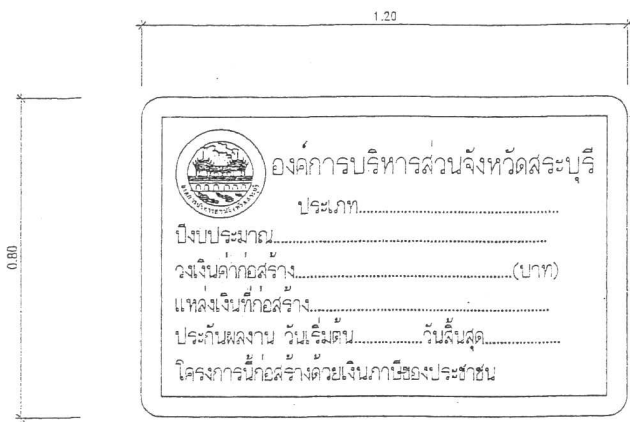 1.20
0.80
องค์การบริหารส่วนจังหวัดสระบุรี
ประเภท
ปีงบประมาณ
วงเงินค่าก่อสร้าง (บาท)
แหล่งเงินที่ก่อสร้าง
ประกันผลงาน วันเริ่มต้น วันสิ้นสุด
โครงการนี้ก่อสร้างด้วยเงินภาษีของประชาชน